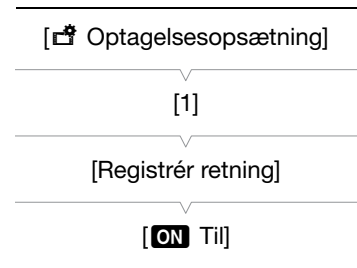 [ Optagelsesopsætning]
[1]
[Registrér retning]
[ON Til]